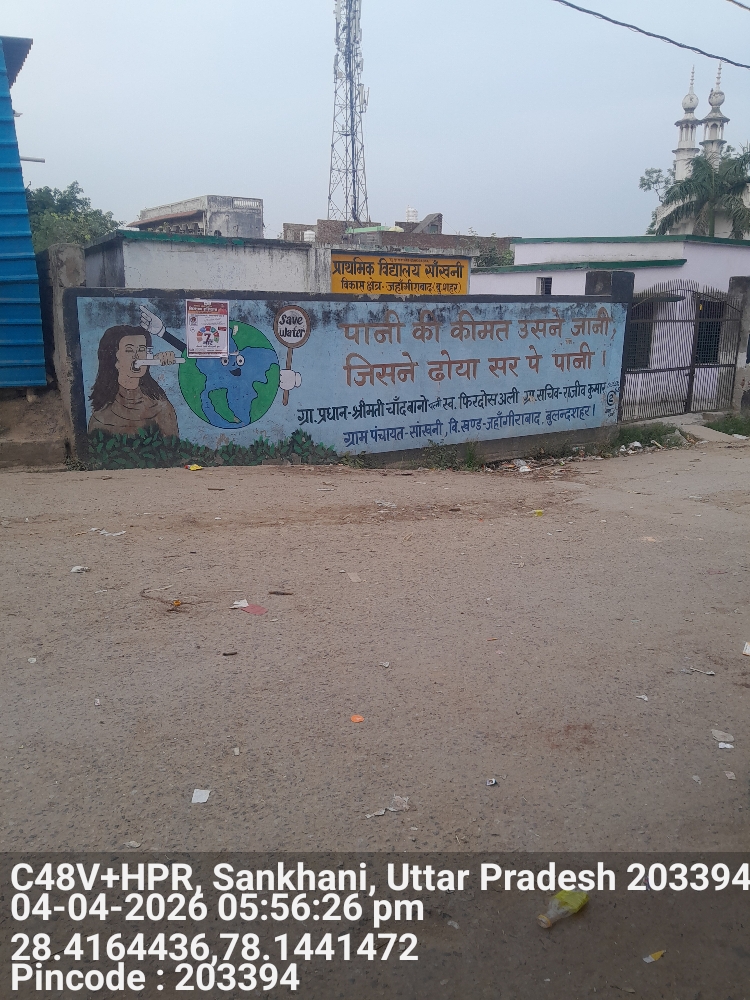 प्राथमिक विद्यालय साँखनी
विकास क्षेत्र- जहाँगीराबाद (बु.शहर)
Save
Water
पानी की कीमत उसने जानी
जिसने ढोया सर पे पानी ।
ग्रा.प्रधान-श्रीमती चाँदबानो पत्नी स्व. फिरदौस अली ग्रा.सचिव-राजीव कुमार
ग्राम पंचायत- सांखनी, वि.खण्ड-जहाँगीराबाद, बुलन्दशहर ।
C48V+HPR, Sankhani, Uttar Pradesh 203394
04-04-2026 05:56:26 pm
28.4164436,78.1441472
Pincode : 203394